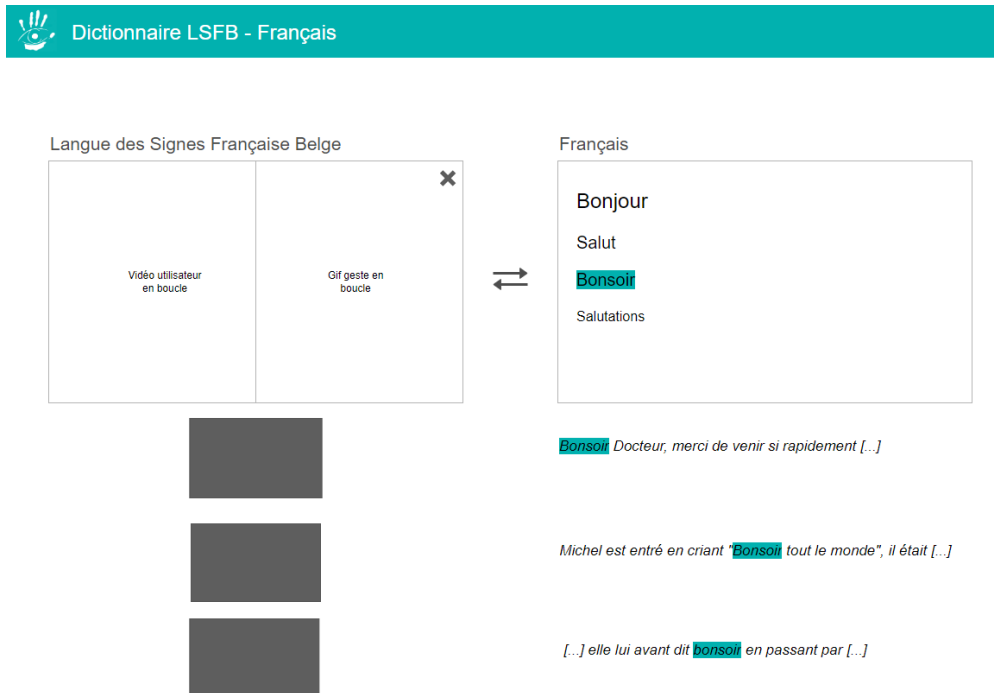 Dictionnaire LSFB - Français
Langue des Signes Française Belge
Vidéo utilisateur
en boucle
Gif geste en
boucle
Français
Bonjour
Salut
Bonsoir
Salutations
Bonsoir Docteur, merci de venir si rapidement [...]
Michel est entré en criant "Bonsoir tout le monde", il était [...]
[...] elle lui avant dit bonsoir en passant par [...]